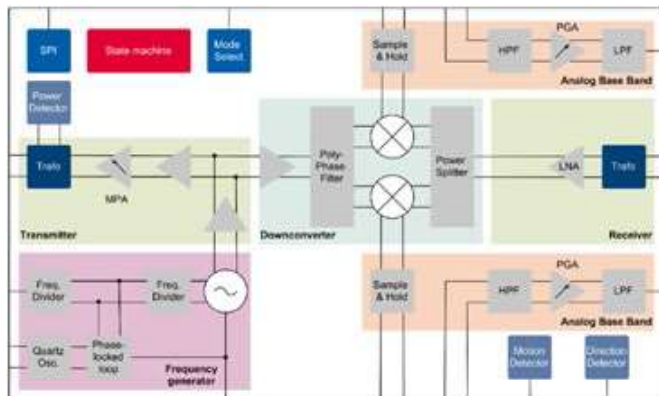 SPI
State machine
Mode
Select
Power
Detector
Trafo
MPA
Transmitter
Freq.
Divider
Freq.
Divider
Quartz
Osc.
Phase-
locked
loop
Frequency
generator
Poly-
Phase
Filter
Power
Splitter
Downconverter
LNA
Trafo
Receiver
Sample
& Hold
HPF
PGA
LPF
Analog Base Band
Sample
& Hold
HPF
PGA
LPF
Analog Base Band
Motion
Detector
Direction
Detector